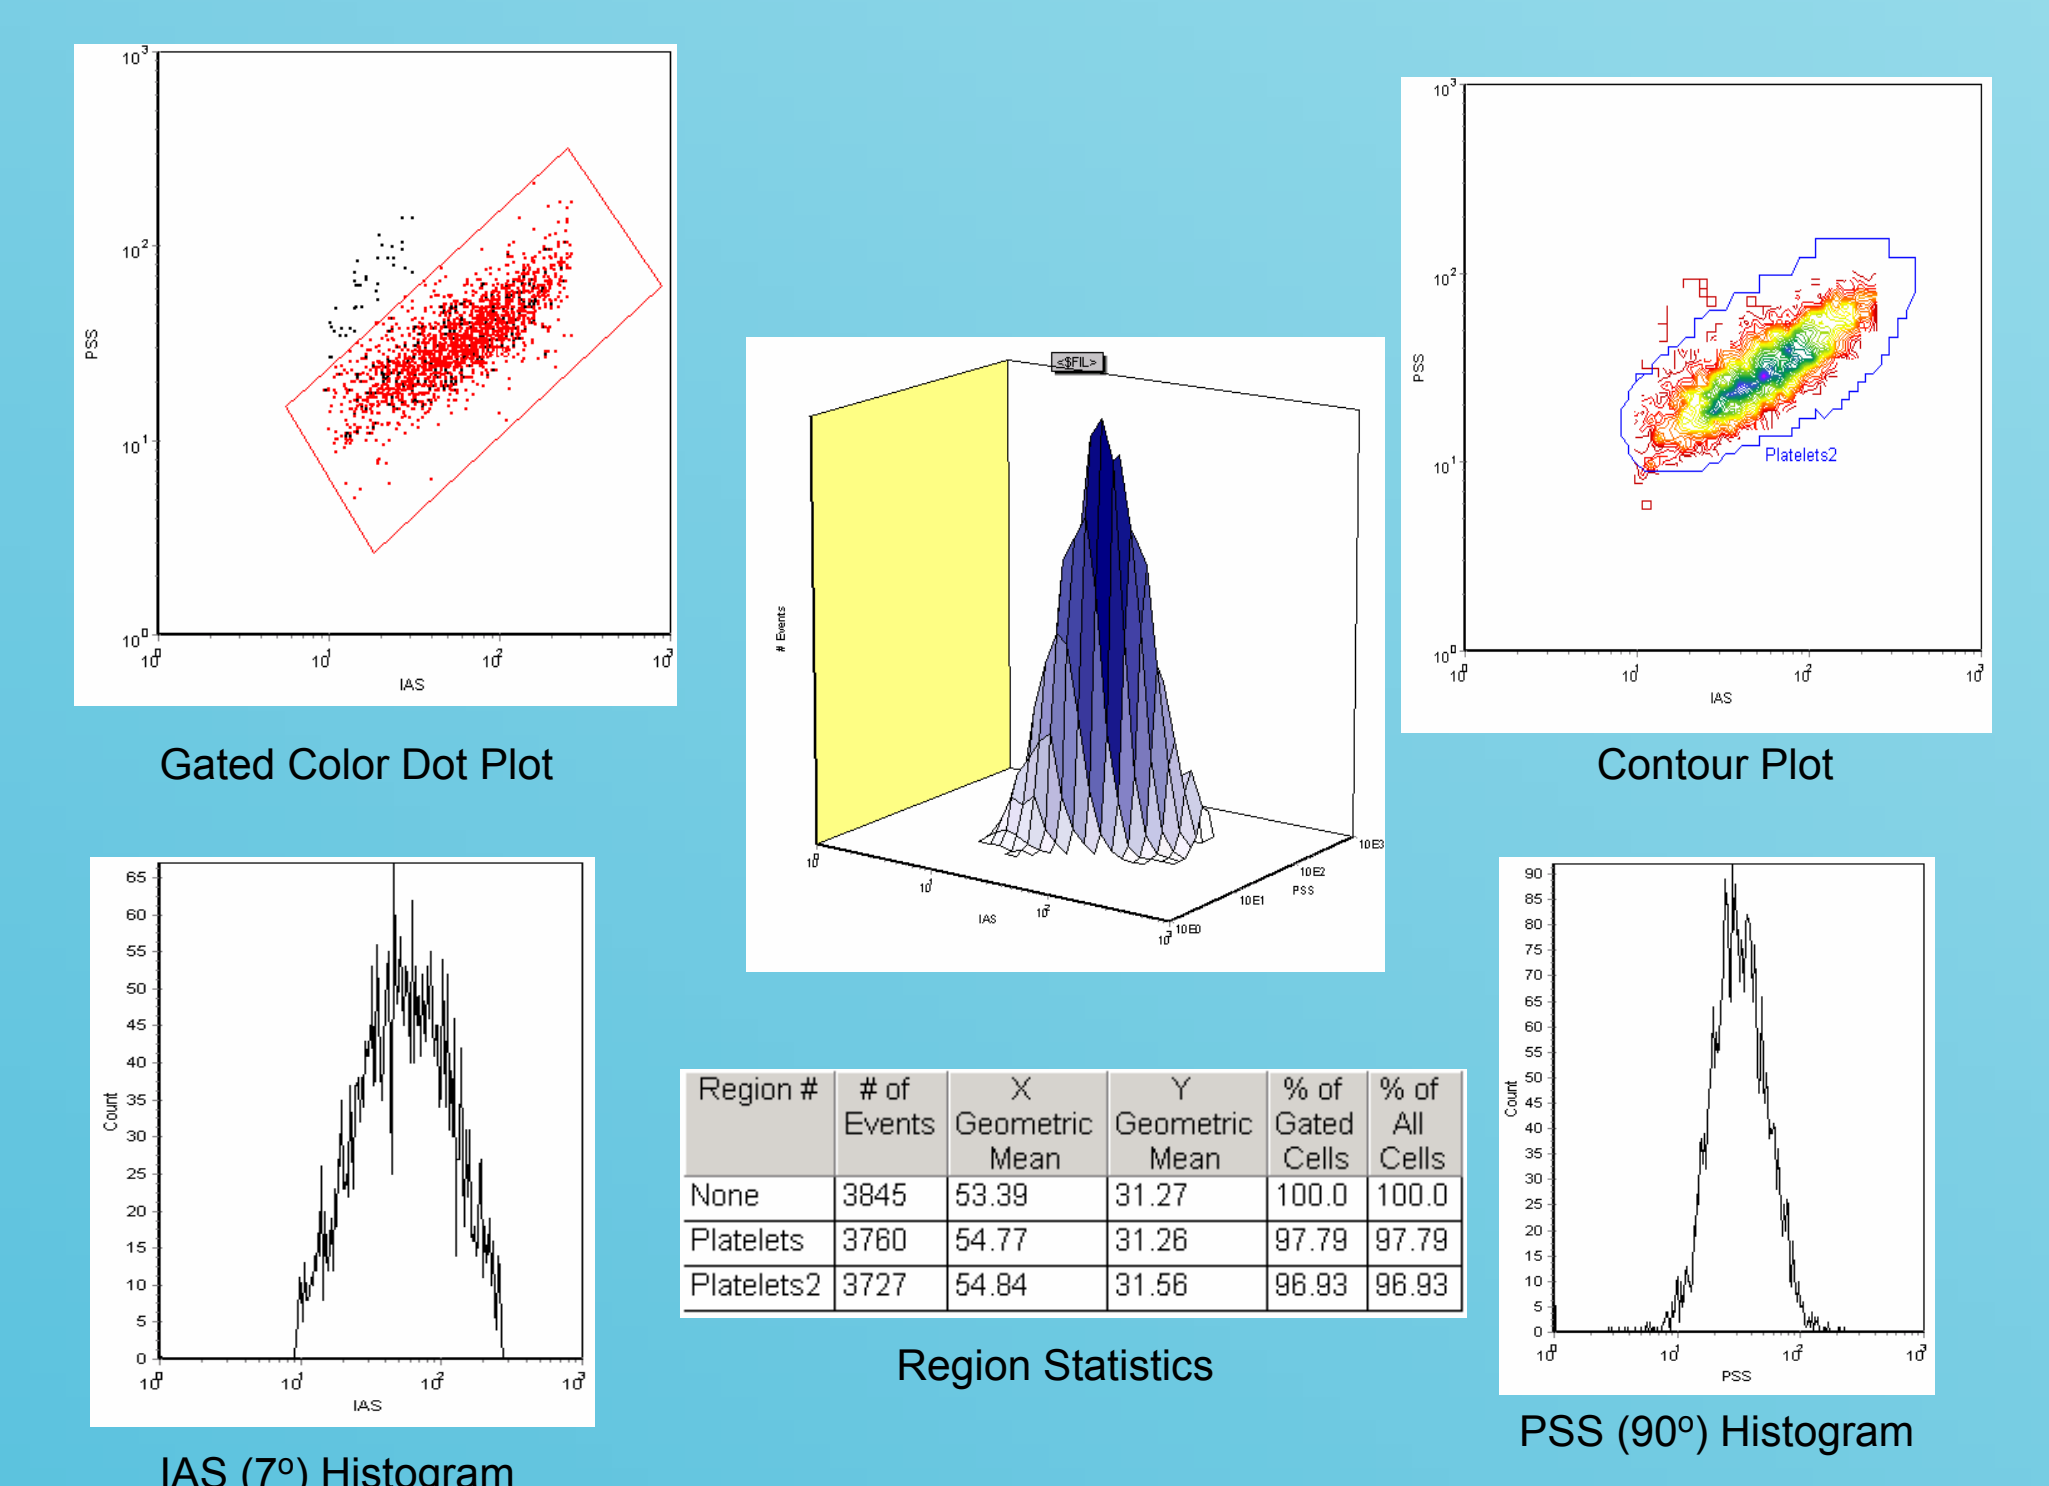 10³
10²
10¹
10⁰
PSS
10⁰ 10¹ 10² 10³
IAS
Gated Color Dot Plot
<$FIL>
# Events
10⁰
10¹
IAS
10²
10³
10E0
10E1
PSS
10E2
10E3
10³
10²
10¹
10⁰
PSS
Platelets2
10⁰ 10¹ 10² 10³
IAS
Contour Plot
65
60
55
50
45
40
35
30
25
20
15
10
5
0
Count
10⁰ 10¹ 10² 10³
IAS
IAS (7º) Histogram
Region # # of Events X Geometric Mean Y Geometric Mean % of Gated Cells % of All Cells
None 3845 53.39 31.27 100.0 100.0
Platelets 3760 54.77 31.26 97.79 97.79
Platelets2 3727 54.84 31.56 96.93 96.93
Region Statistics
90
85
80
75
70
65
60
55
50
45
40
35
30
25
20
15
10
5
0
Count
10⁰ 10¹ 10² 10³
PSS
PSS (90º) Histogram